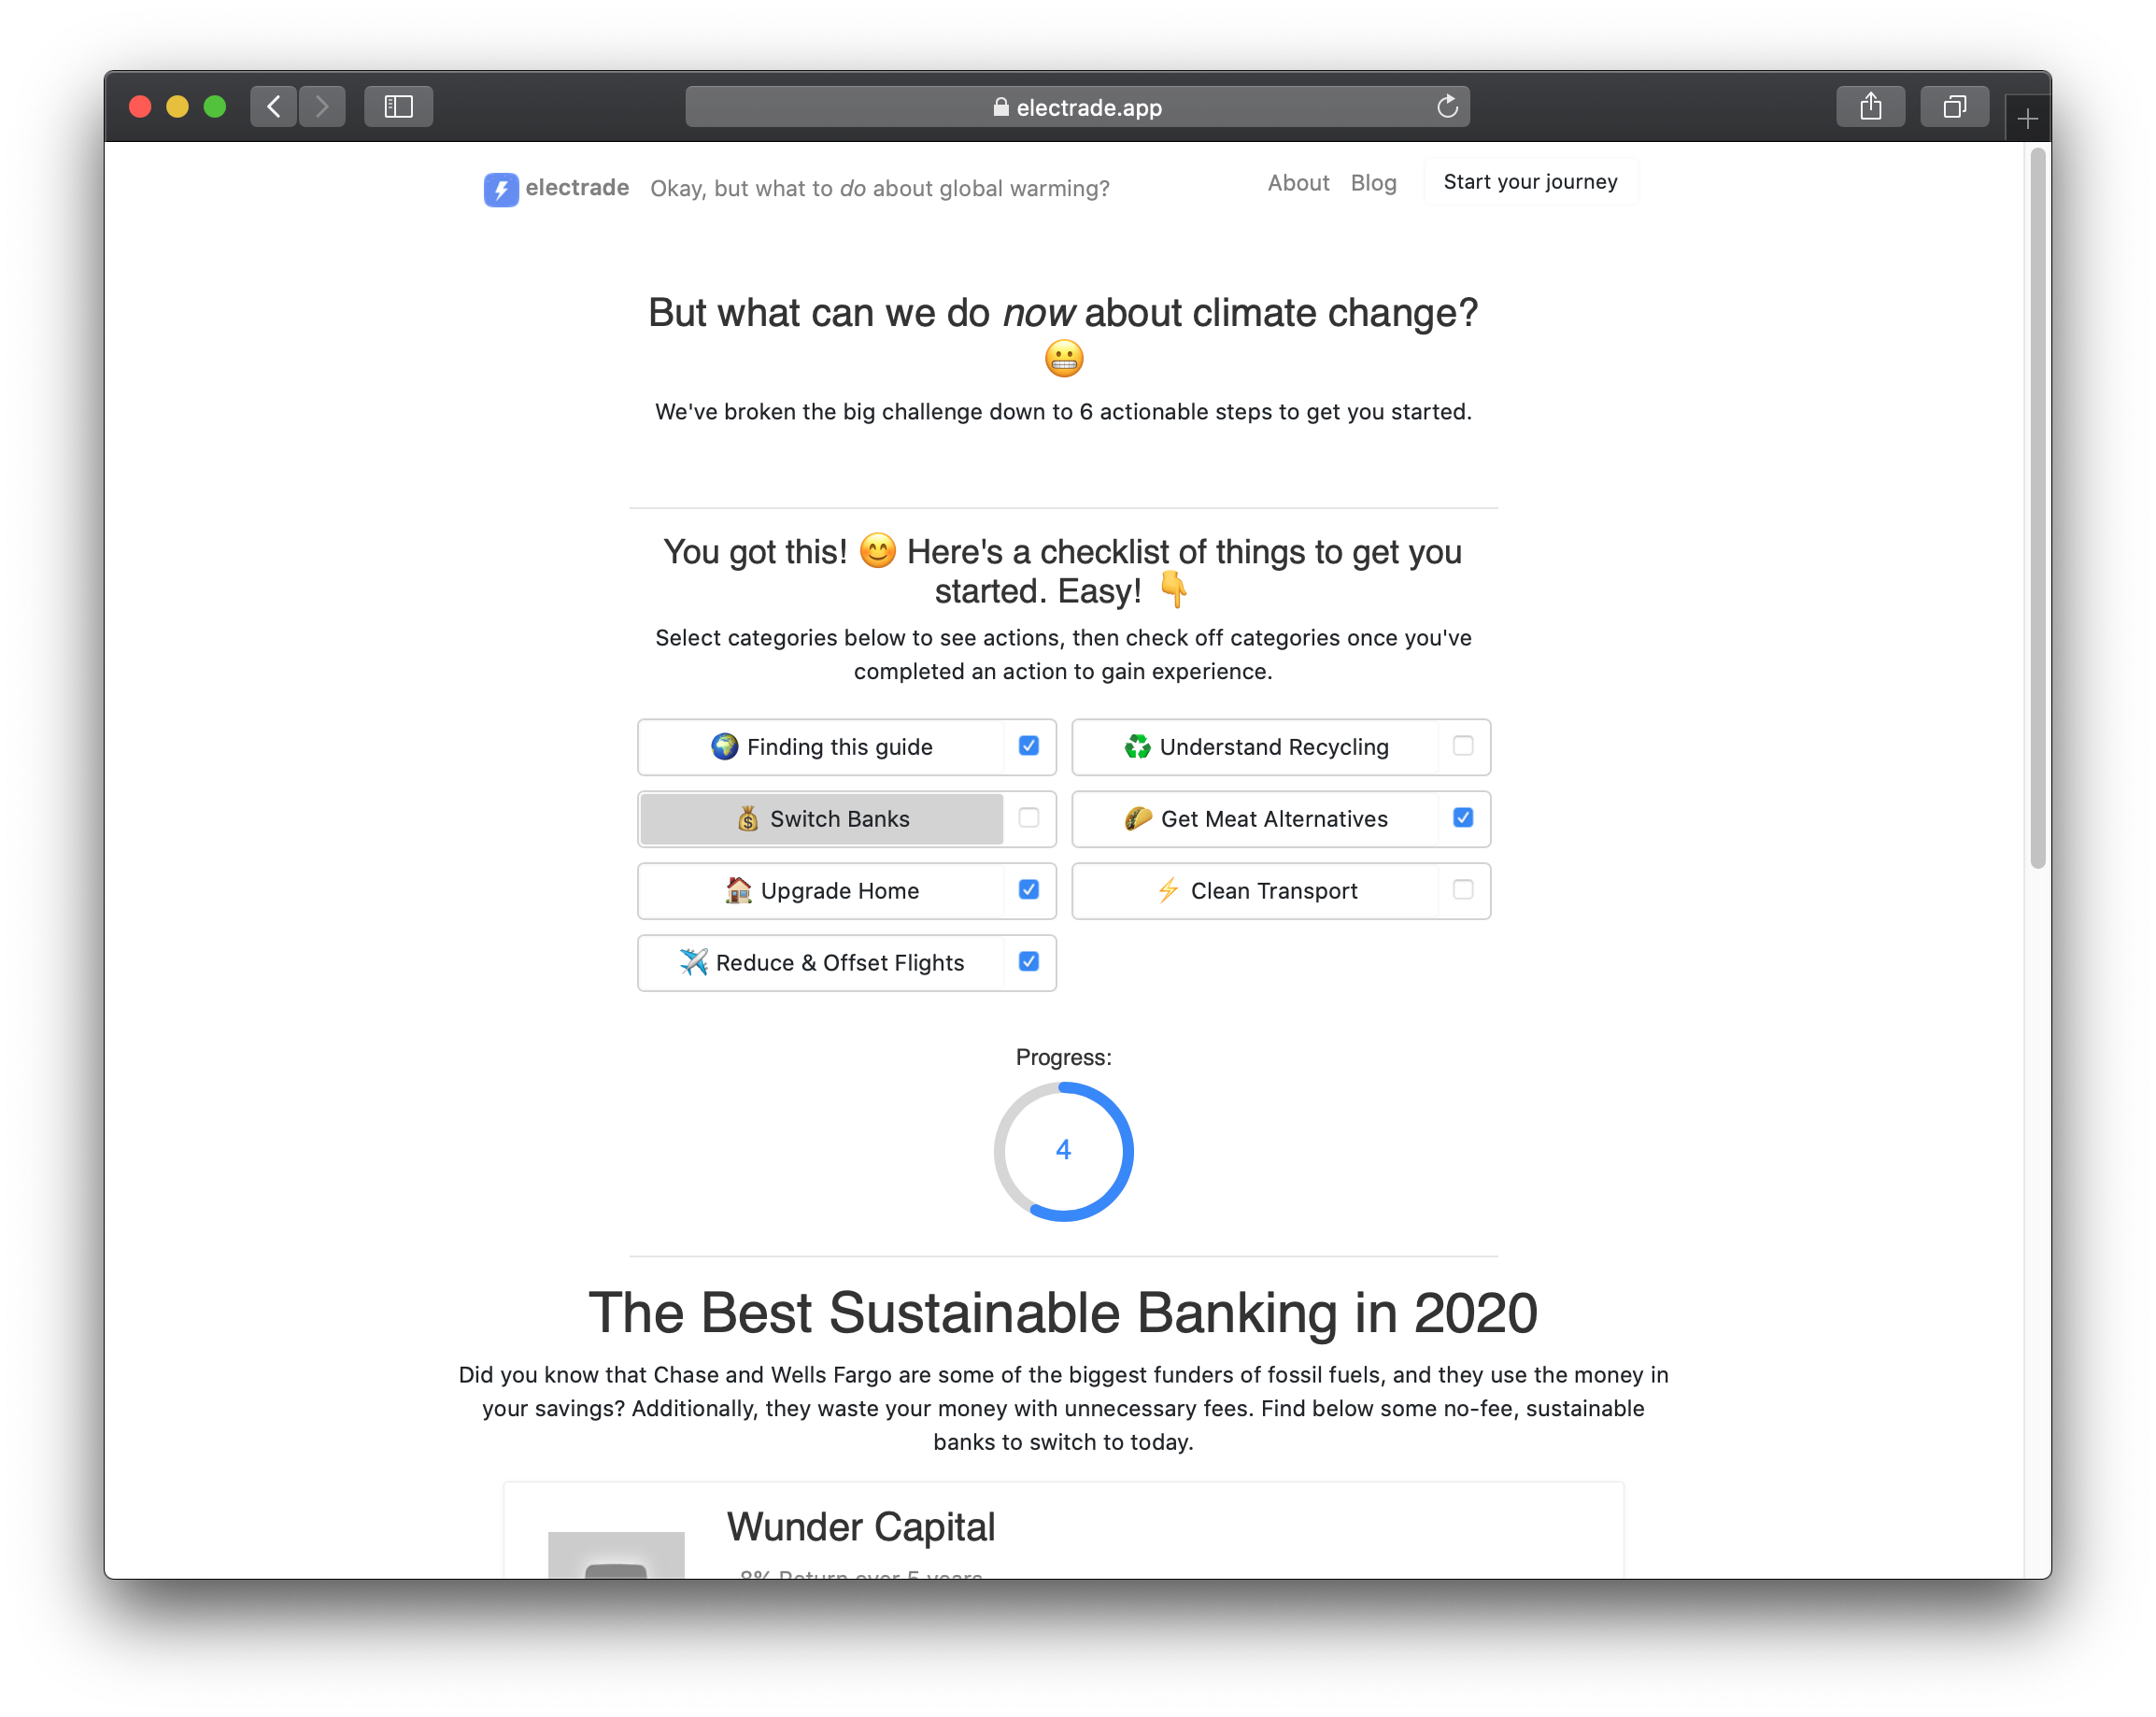 electrade.app
electrade Okay, but what to do about global warming? About Blog Start your journey
But what can we do now about climate change?
😬
We've broken the big challenge down to 6 actionable steps to get you started.
You got this! 😊 Here's a checklist of things to get you
started. Easy! 👇
Select categories below to see actions, then check off categories once you've
completed an action to gain experience.
🌍 Finding this guide
♻️ Understand Recycling
💰 Switch Banks
🌮 Get Meat Alternatives
🏠 Upgrade Home
⚡ Clean Transport
✈️ Reduce & Offset Flights
Progress:
4
The Best Sustainable Banking in 2020
Did you know that Chase and Wells Fargo are some of the biggest funders of fossil fuels, and they use the money in
your savings? Additionally, they waste your money with unnecessary fees. Find below some no-fee, sustainable
banks to switch to today.
Wunder Capital
8% Return over 5 years